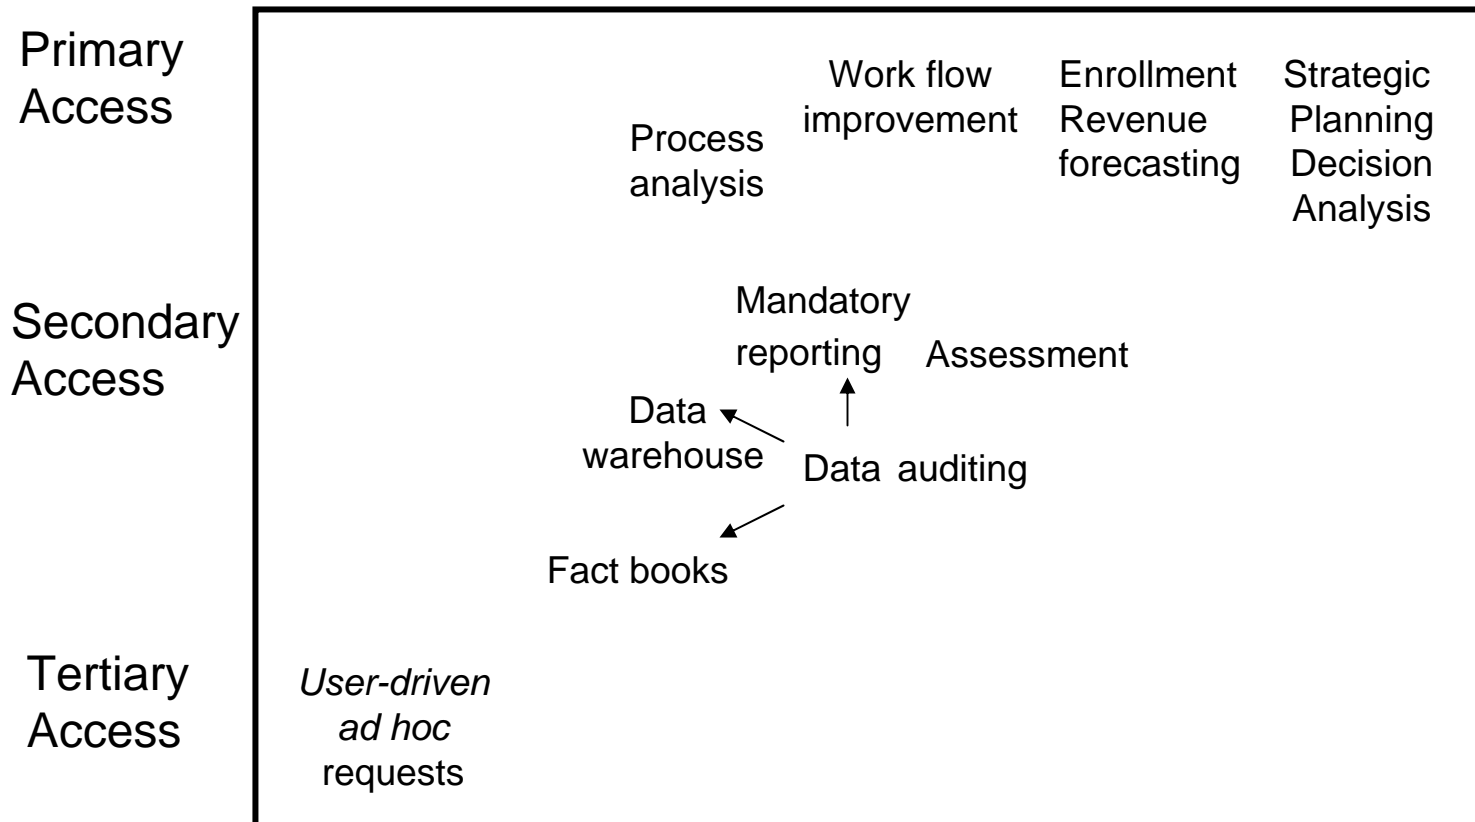 Primary
Access
Work flow
improvement
Enrollment
Revenue
forecasting
Strategic
Planning
Decision
Analysis
Process
analysis
Secondary
Access
Mandatory
reporting
Assessment
Data
warehouse
Data auditing
Fact books
Tertiary
Access
User-driven
ad hoc
requests